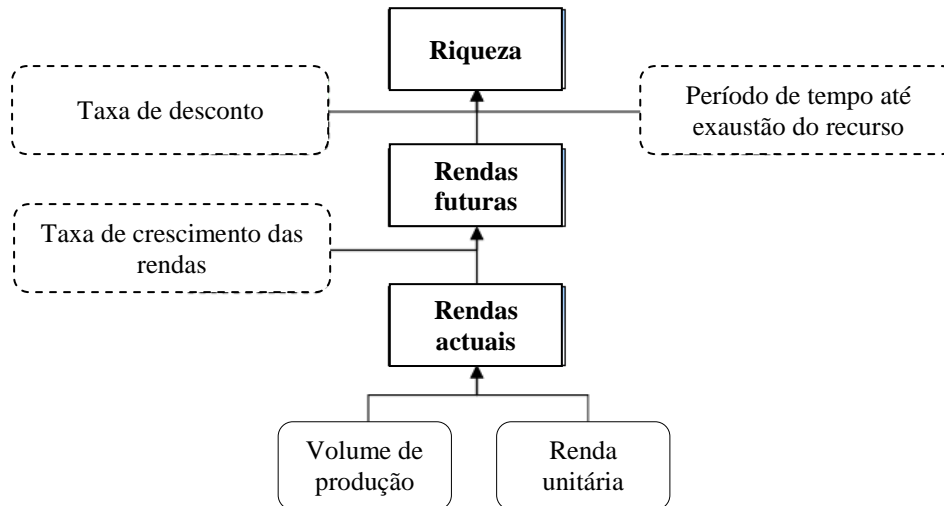 Riqueza
Taxa de desconto
Período de tempo até
exaustão do recurso
Rendas
futuras
Taxa de crescimento das
rendas
Rendas
actuais
Volume de
produção
Renda
unitária